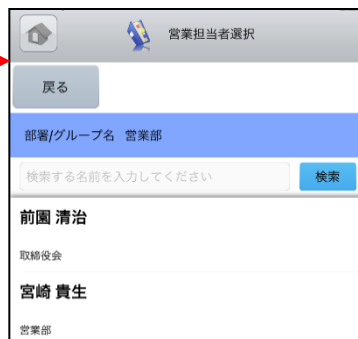 営業担当者選択
戻る
部署/グループ名 営業部
検索する名前を入力してください 検索
前園 清治
取締役会
宮崎 貴生
営業部